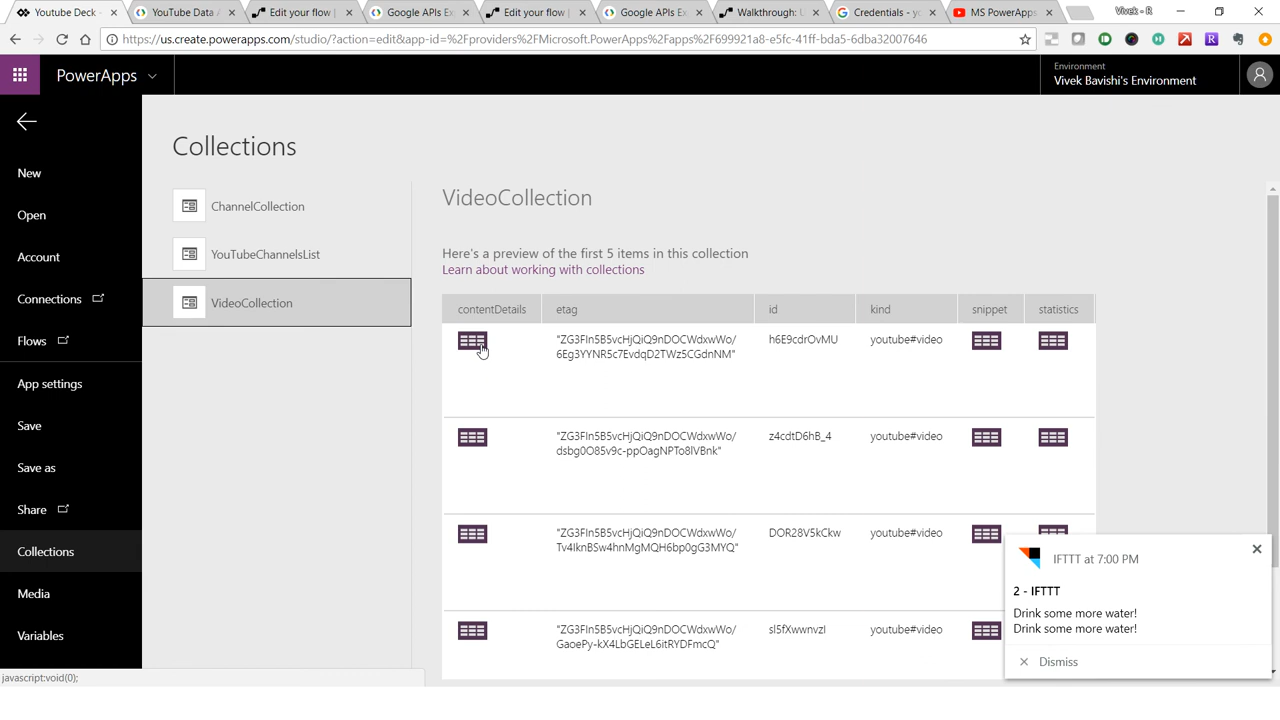 Youtube Deck -
YouTube Data A
Edit your flow |
Google APIs Ex
Edit your flow |
Google APIs Ex
Walkthrough: U
Credentials - yo
MS PowerApps
Vivek - R
https://us.create.powerapps.com/studio/?action=edit&app-id=%2Fproviders%2FMicrosoft.PowerApps%2Fapps%2F699921a8-e5fc-41ff-bda5-6dba32007646
PowerApps
Environment
Vivek Bavishi's Environment
New
Open
Account
Connections
Flows
App settings
Save
Save as
Share
Collections
Media
Variables
Collections
ChannelCollection
YouTubeChannelsList
VideoCollection
VideoCollection
Here's a preview of the first 5 items in this collection
Learn about working with collections
contentDetails etag id kind snippet statistics
"ZG3FIn5B5vcHjQiQ9nDOCWdxwWo/ h6E9cdrOvMU youtube#video
6Eg3YYNR5c7EvdqD2TWz5CGdnNM"
"ZG3FIn5B5vcHjQiQ9nDOCWdxwWo/ z4cdtD6hB_4 youtube#video
dsbg0O85v9c-ppOagNPTo8lVBnk"
"ZG3FIn5B5vcHjQiQ9nDOCWdxwWo/ DOR28V5kCkw youtube#video
Tv4IknBSw4hnMgMQH6bp0gG3MYQ"
"ZG3FIn5B5vcHjQiQ9nDOCWdxwWo/ sl5fXwwnvzI youtube#video
GaoePy-kX4LbGELeL6itRYDFmcQ"
IFTTT at 7:00 PM
2 - IFTTT
Drink some more water!
Drink some more water!
Dismiss
javascript:void(0);